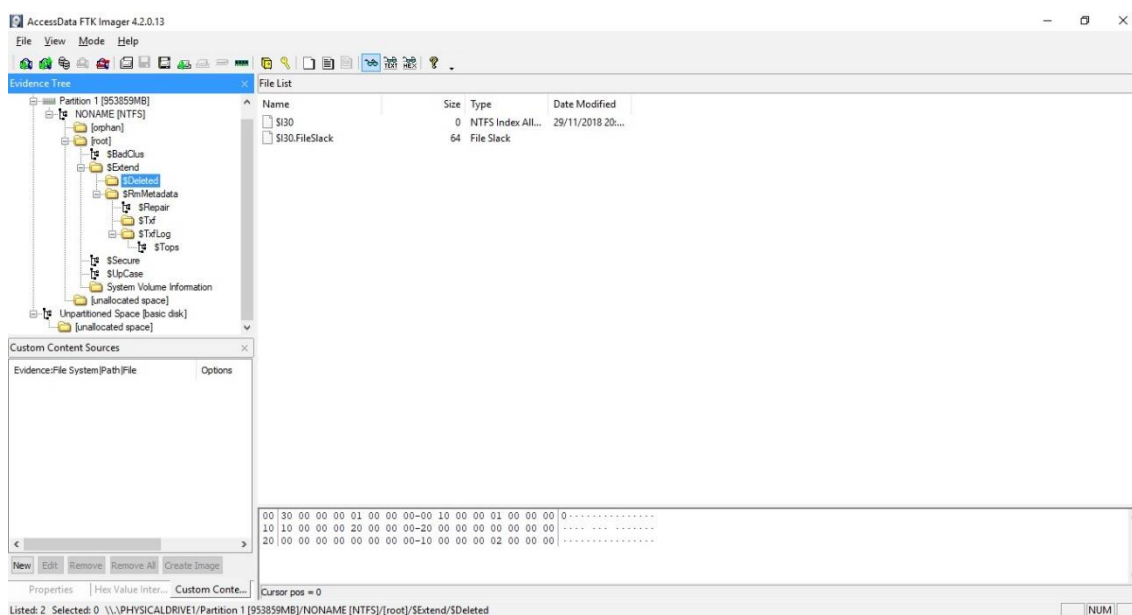 AccessData FTK Imager 4.2.0.13
File View Mode Help
Evidence Tree
Partition 1 [953859MB]
NONAME [NTFS]
[orphan]
[root]
$BadClus
$Extend
$Deleted
$RmMetadata
$Repair
$Txf
$TxfLog
$Tops
$Secure
$UpCase
System Volume Information
[unallocated space]
Unpartitioned Space [basic disk]
[unallocated space]
File List
Name Size Type Date Modified
$I30 0 NTFS Index All... 29/11/2018 20:...
$I30.FileSlack 64 File Slack
Custom Content Sources
Evidence:File System|Path|File Options
New Edit Remove Remove All Create Image
Properties Hex Value Inter... Custom Conte...
00 30 00 00 00 01 00 00 00-00 10 00 00 01 00 00 00 0···············
10 10 00 00 00 20 00 00 00-20 00 00 00 00 00 00 00 ···· ··· ·······
20 00 00 00 00 00 00 00 00-10 00 00 00 02 00 00 00 ················
Cursor pos = 0
Listed: 2 Selected: 0 \\.\PHYSICALDRIVE1/Partition 1 [953859MB]/NONAME [NTFS]/[root]/$Extend/$Deleted NUM